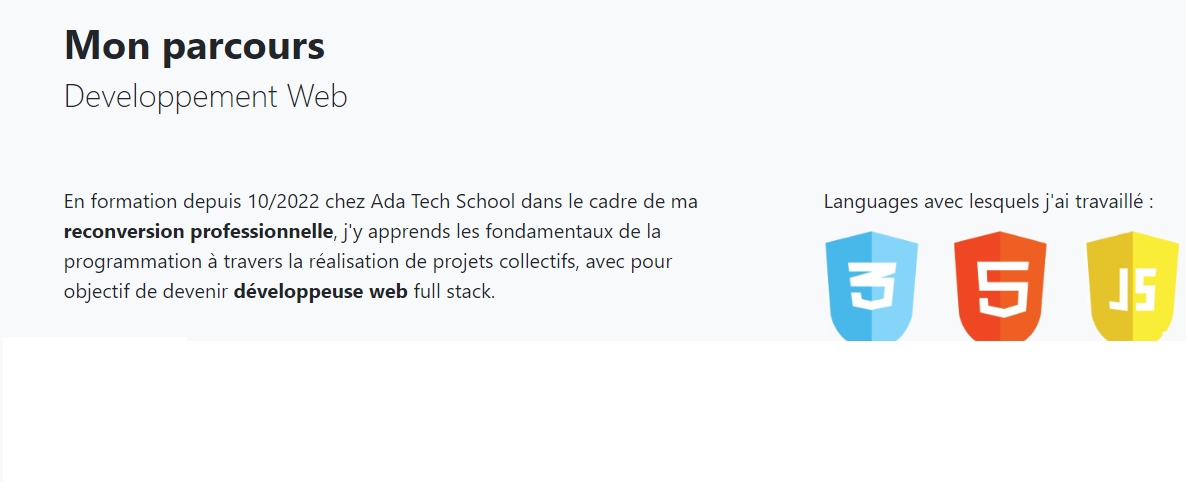 Mon parcours
Developpement Web
En formation depuis 10/2022 chez Ada Tech School dans le cadre de ma
reconversion professionnelle, j'y apprends les fondamentaux de la
programmation à travers la réalisation de projets collectifs, avec pour
objectif de devenir développeuse web full stack.
Languages avec lesquels j'ai travaillé :
3 5 JS